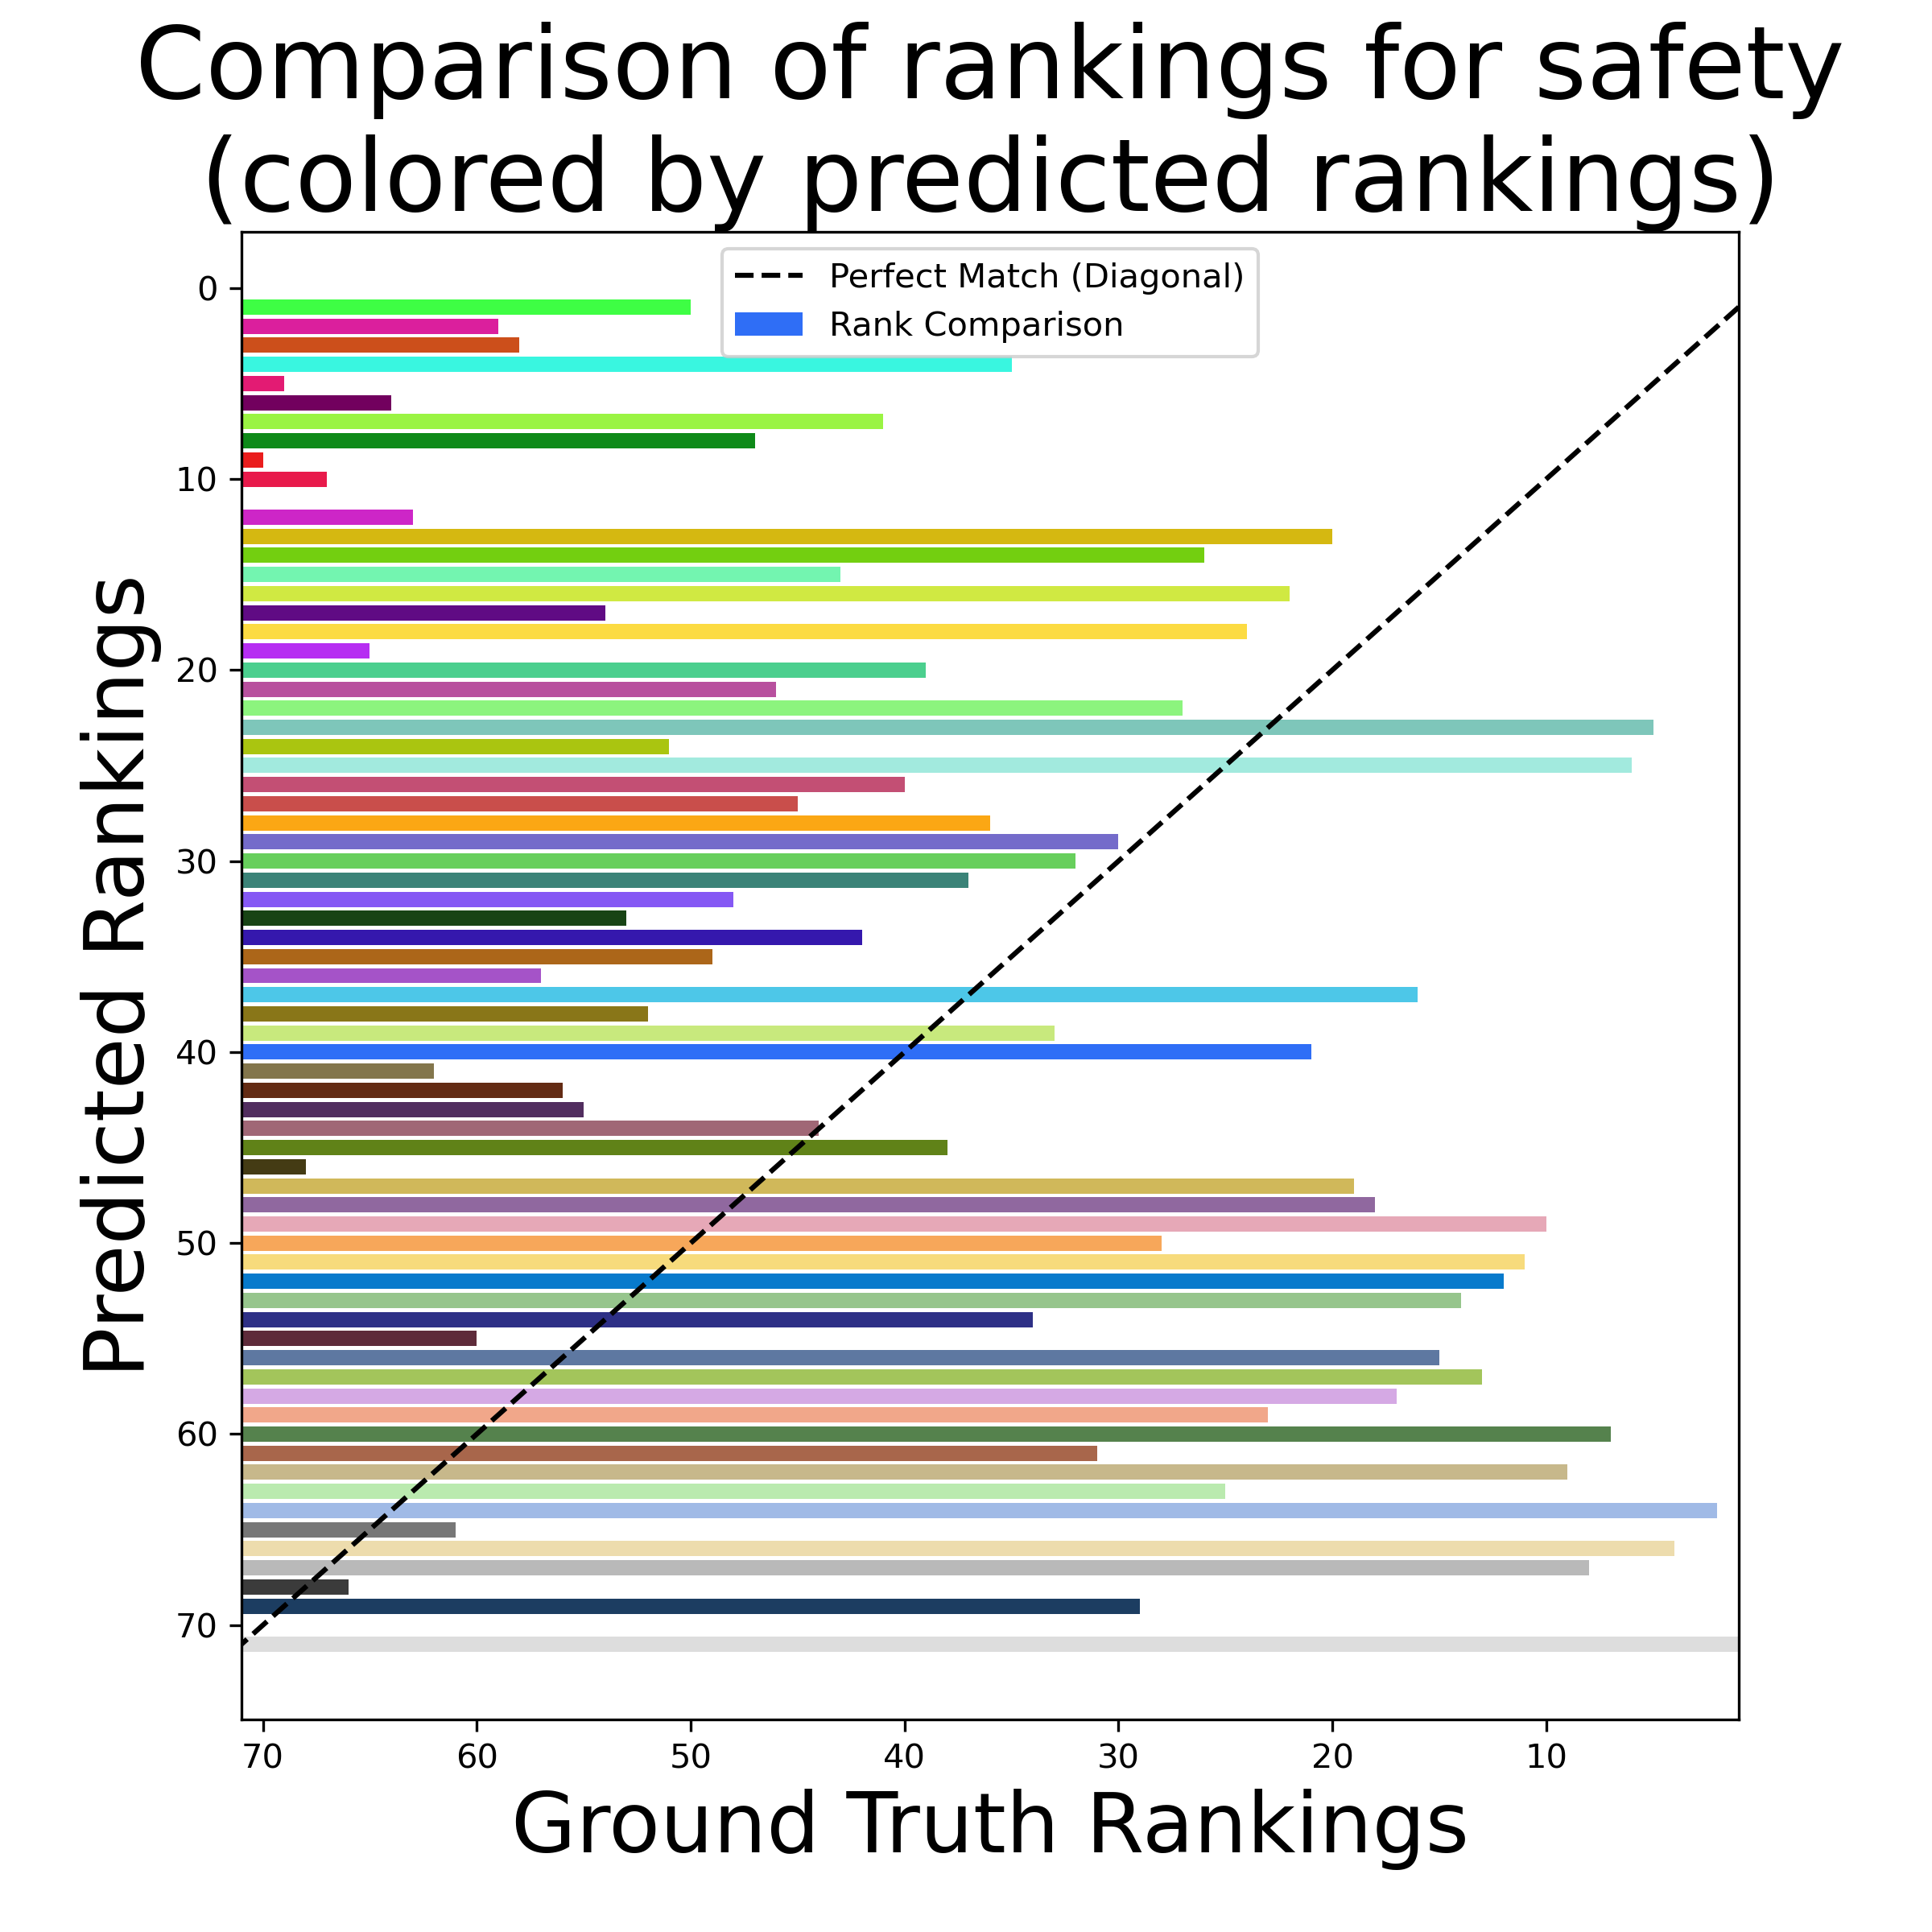 Comparison of rankings for safety
(colored by predicted rankings)
Perfect Match (Diagonal)
Rank Comparison
0
10
20
30
40
50
60
70
Predicted Rankings
70 60 50 40 30 20 10
Ground Truth Rankings